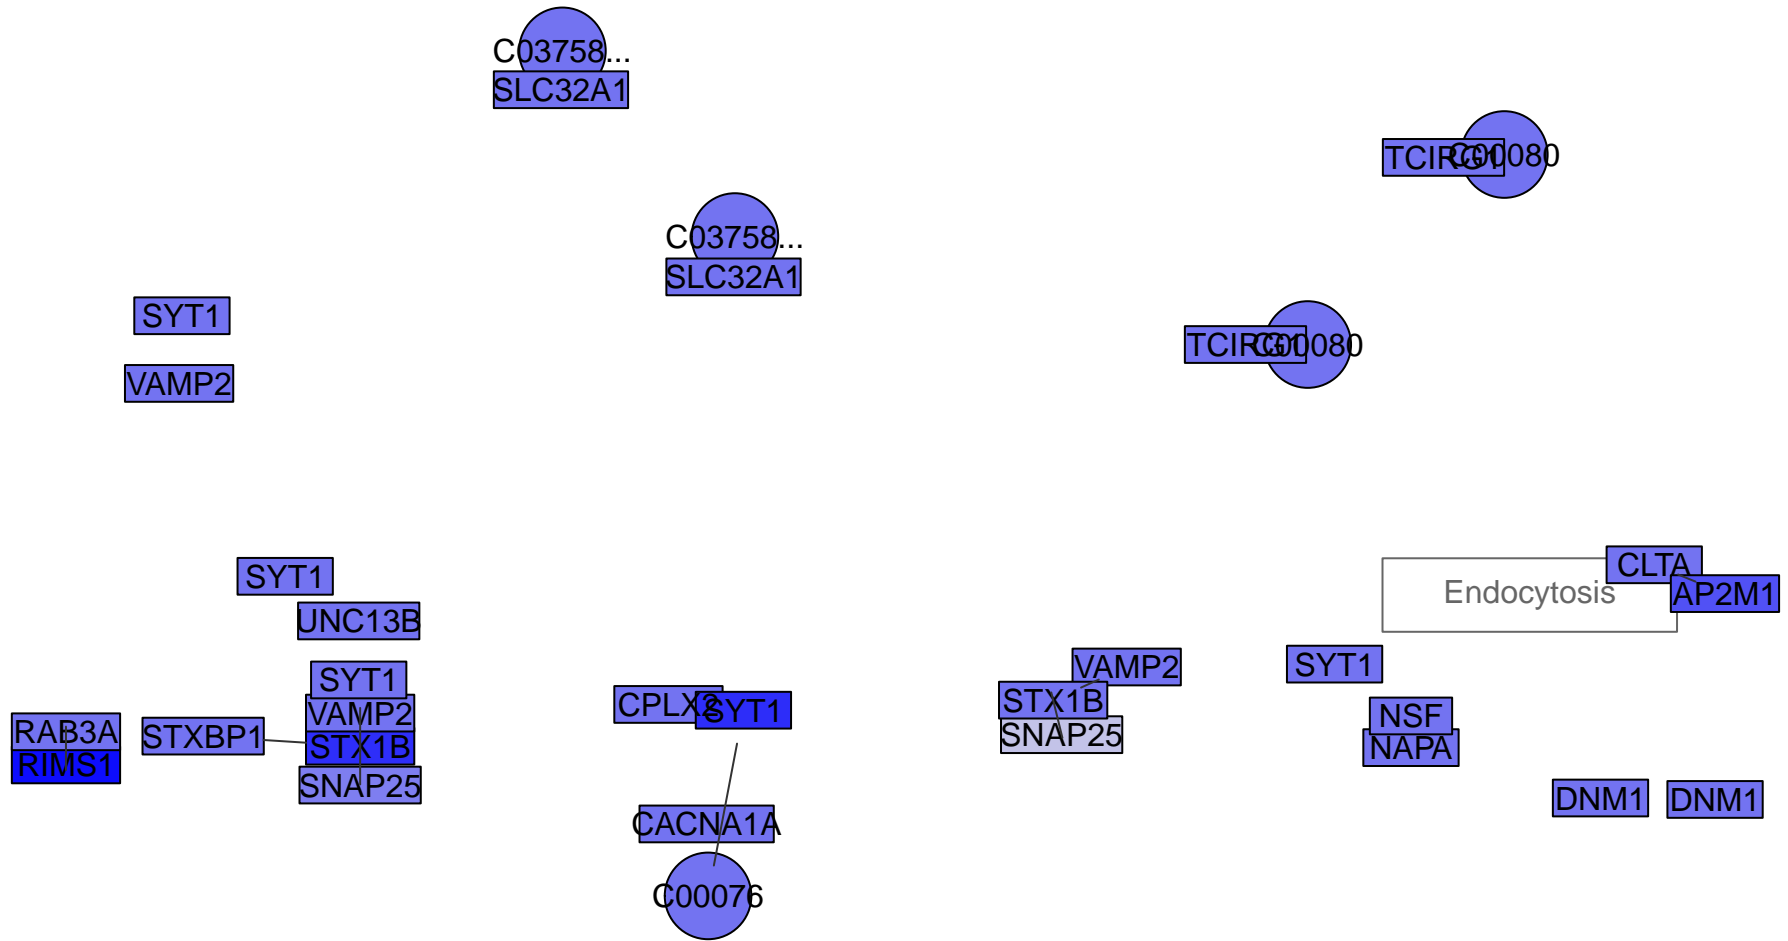 C03758...
SLC32A1
TCIRG1
C00080
C03758...
SLC32A1
SYT1
TCIRG1
C00080
VAMP2
SYT1
CLTA
Endocytosis
AP2M1
UNC13B
SYT1
VAMP2
SYT1
CPLX2
SYT1
STX1B
VAMP2
NSF
RAB3A
STXBP1
STX1B
SNAP25
NAPA
RIMS1
SNAP25
DNM1
DNM1
CACNA1A
C00076